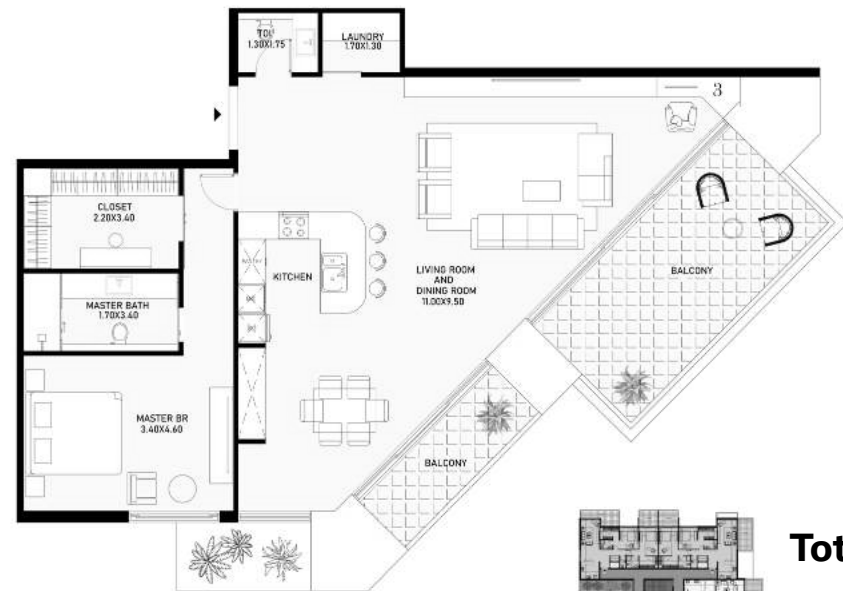 TOI
1.30X1.75
LAUNDRY
1.70X1.30
3
CLOSET
2.20X3.40
KITCHEN
LIVING ROOM
AND
DINING ROOM
11.00X9.50
BALCONY
MASTER BATH
1.70X3.40
MASTER BR
3.40X4.60
BALCONY
Tot